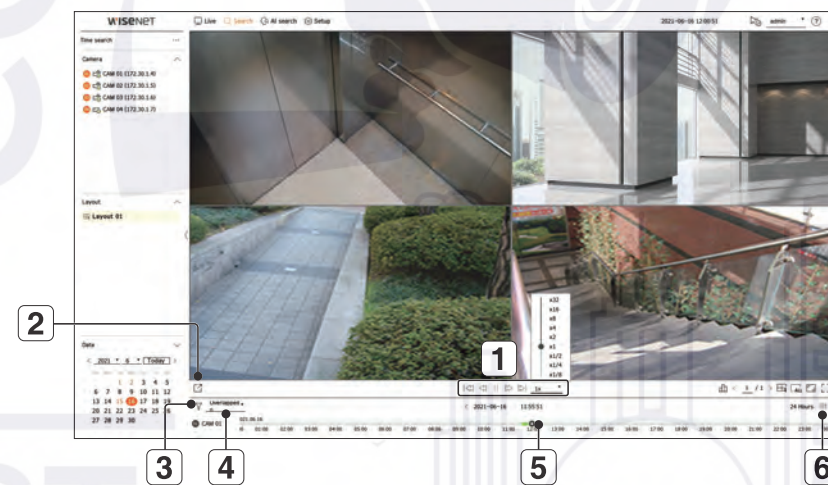 WISENET Live Search AI search Setup 2021-06-16 12:00:51 admin
Time search
Camera
CAM 01 (172.30.1.4)
CAM 02 (172.30.1.5)
CAM 03 (172.30.1.6)
CAM 04 (172.30.1.7)
Layout
Layout 01
x32
x16
x8
x4
x2
x1
x1/2
x1/4
x1/8
2
1
Date
< 2021 6 Today >
1 2 3 4 5
6 7 8 9 10 11 12
13 14 15 16 17 18 19
20 21 22 23 24 25 26
27 28 29 30
1x
< 1 / 1 >
Overlapped
< 2021-06-16 11:55:51
24 Hours
CAM 01
01:00 02:00 03:00 04:00 05:00 06:00 07:00 08:00 09:00 10:00 11:00 12:00 13:00 14:00 15:00 16:00 17:00 18:00 19:00 20:00 21:00 22:00 23:00
3 4 5 6